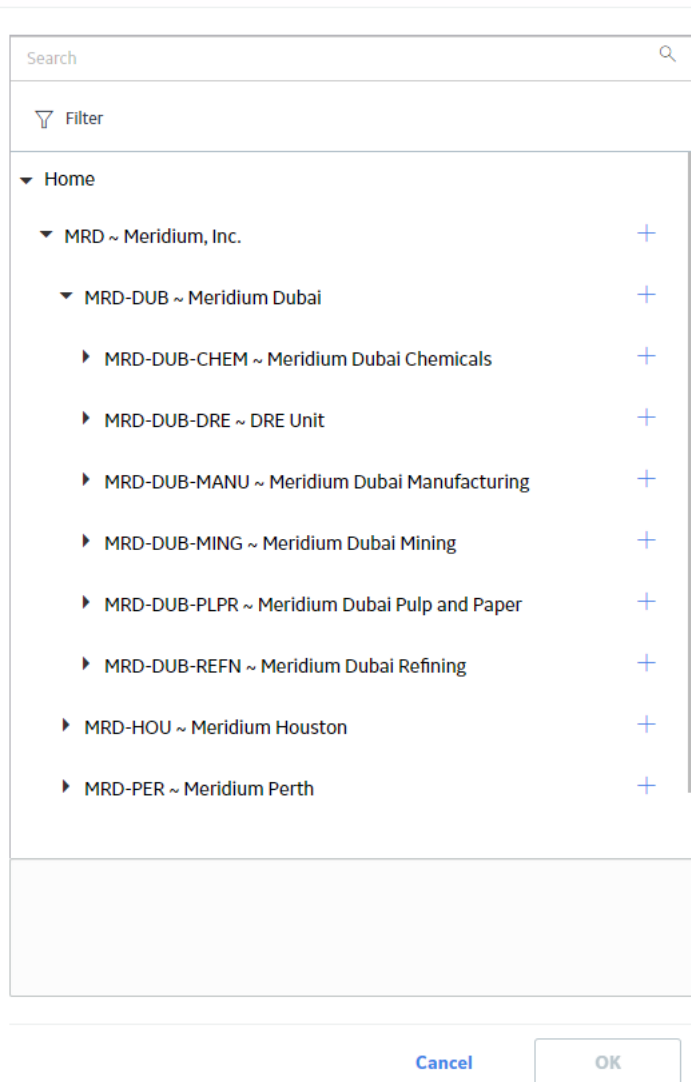 Search
Filter
Home
MRD ~ Meridium, Inc.
MRD-DUB ~ Meridium Dubai
MRD-DUB-CHEM ~ Meridium Dubai Chemicals
MRD-DUB-DRE ~ DRE Unit
MRD-DUB-MANU ~ Meridium Dubai Manufacturing
MRD-DUB-MING ~ Meridium Dubai Mining
MRD-DUB-PLPR ~ Meridium Dubai Pulp and Paper
MRD-DUB-REFN ~ Meridium Dubai Refining
MRD-HOU ~ Meridium Houston
MRD-PER ~ Meridium Perth
Cancel OK